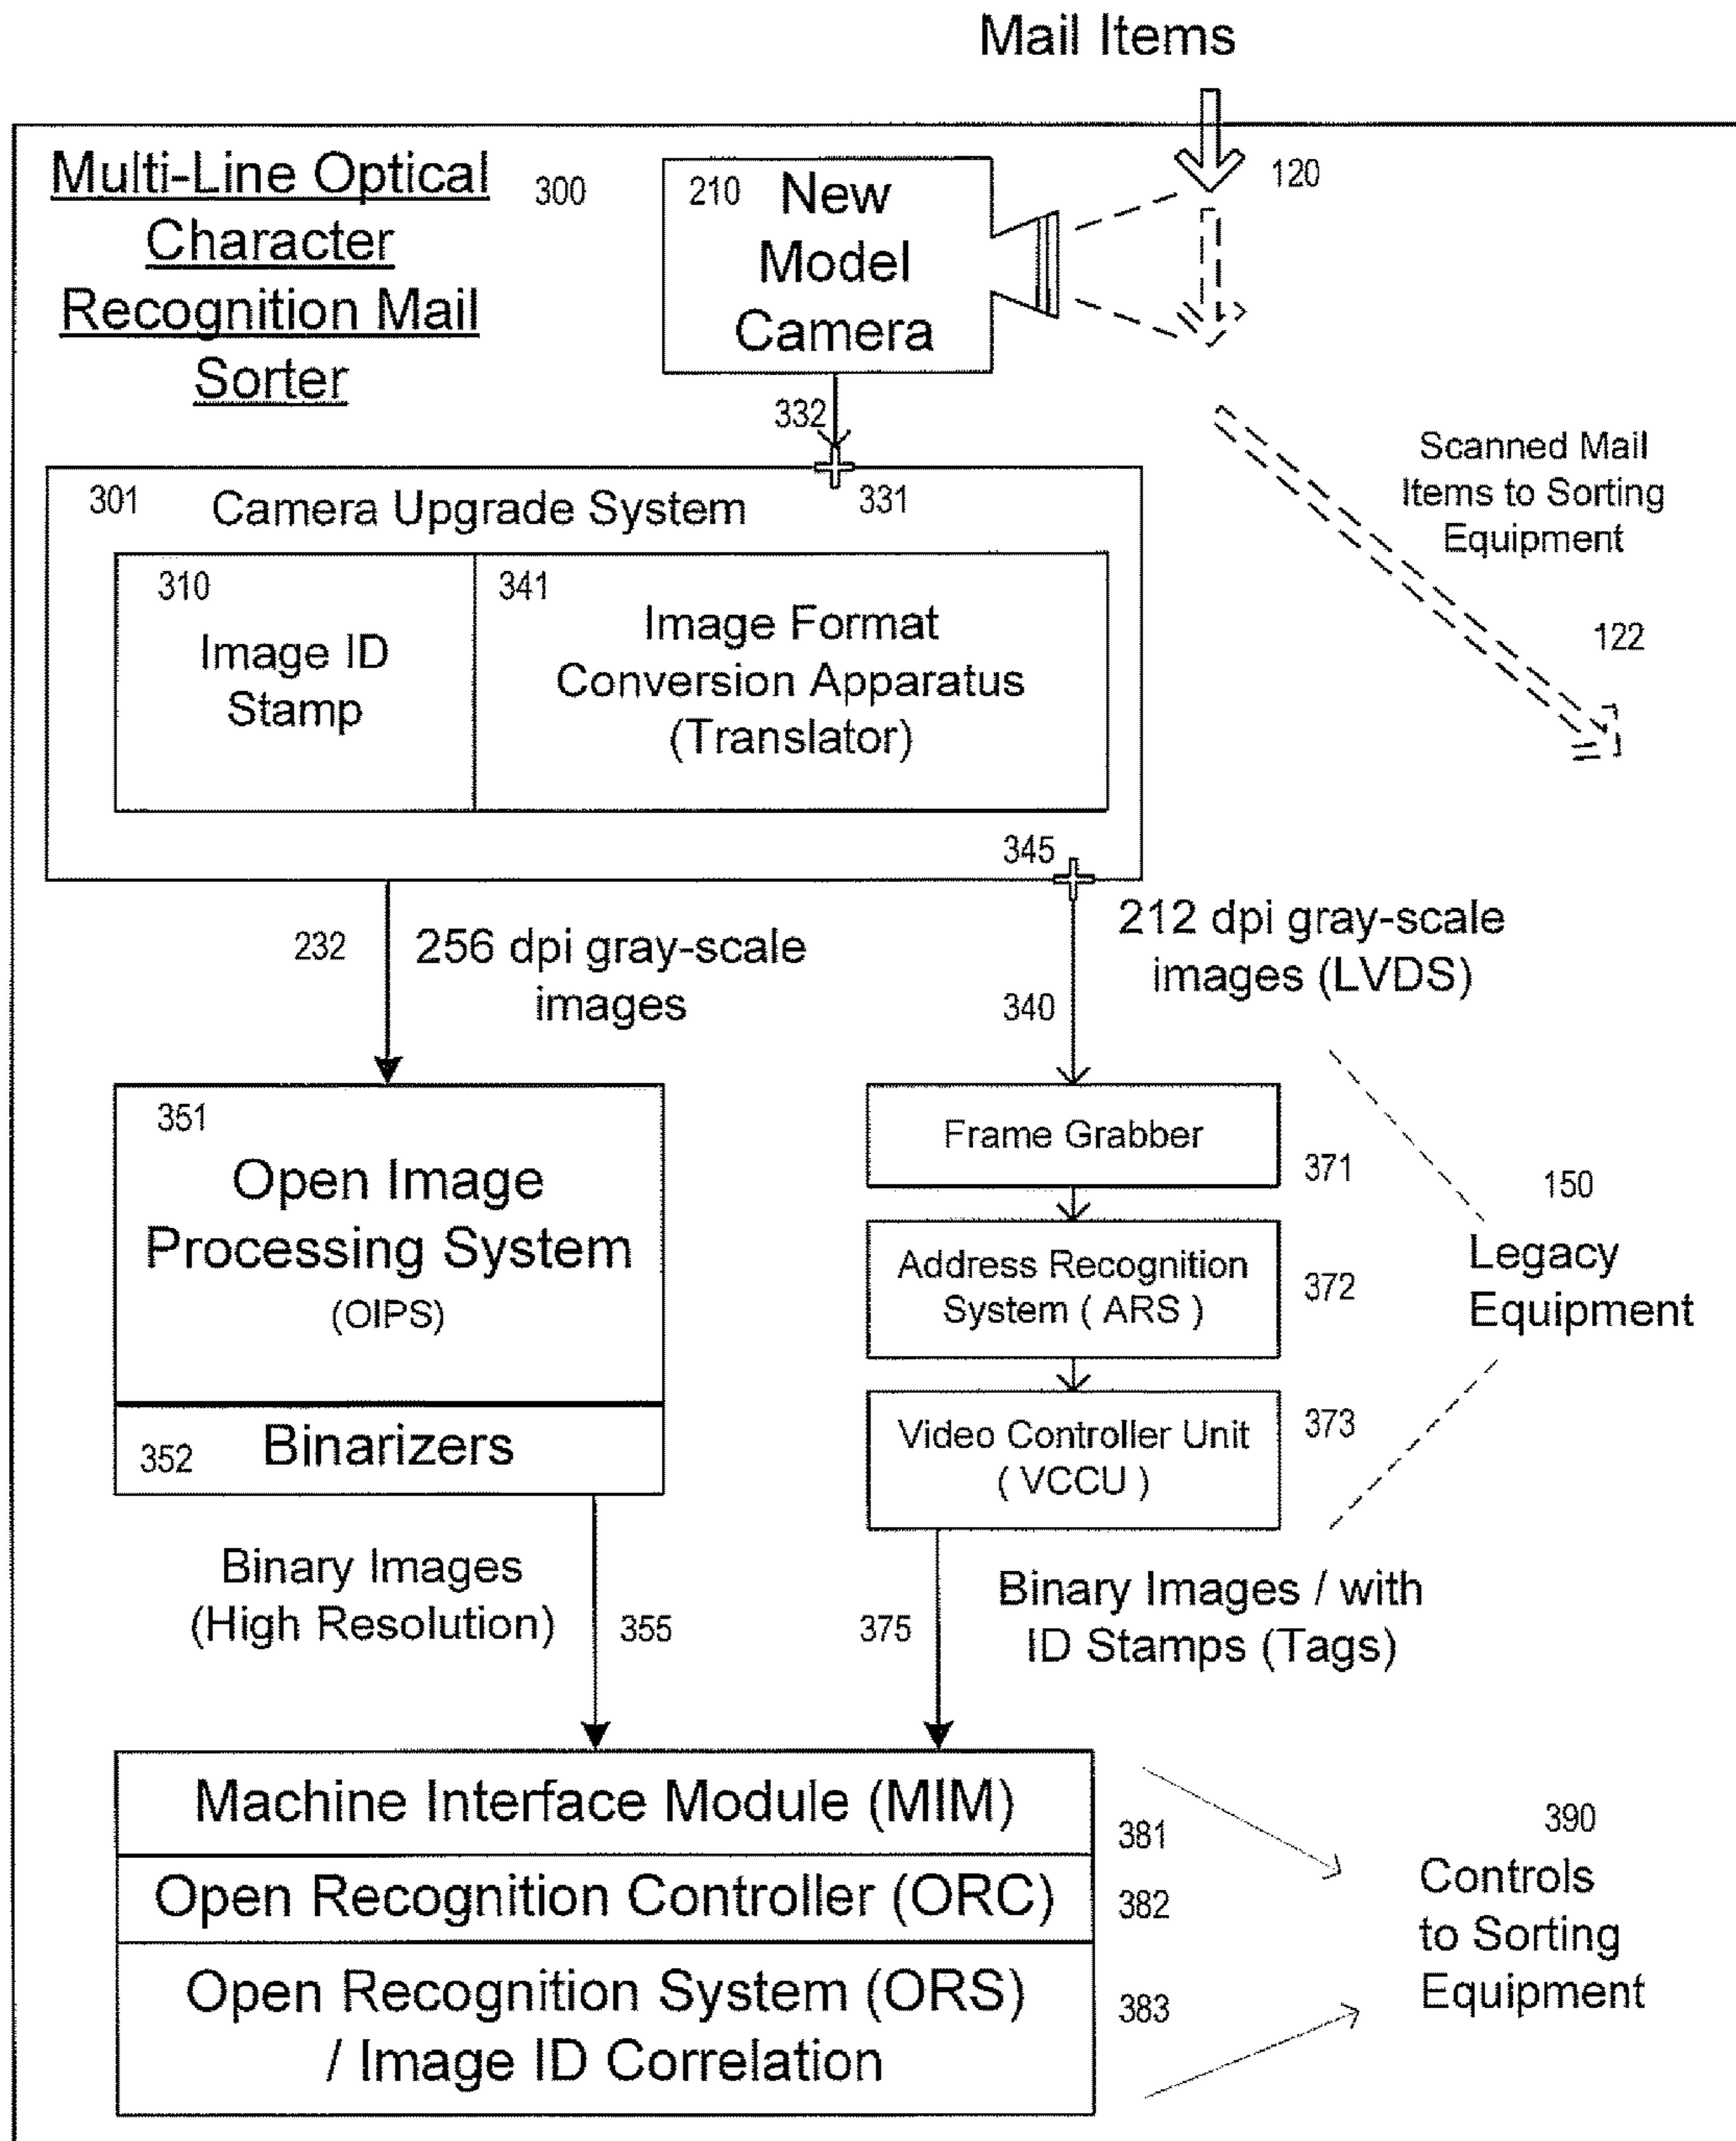 Mail Items
Multi-Line Optical
Character
Recognition Mail
Sorter
300
210
New
Model
Camera
120
332
Scanned Mail
Items to Sorting
Equipment
122
301
Camera Upgrade System
331
310
Image ID
Stamp
341
Image Format
Conversion Apparatus
(Translator)
345
232
256 dpi gray-scale
images
212 dpi gray-scale
images (LVDS)
340
351
Open Image
Processing System
(OIPS)
352
Binarizers
Frame Grabber
371
Address Recognition
System ( ARS )
372
Video Controller Unit
( VCCU )
373
150
Legacy
Equipment
Binary Images
(High Resolution)
355
375
Binary Images / with
ID Stamps (Tags)
Machine Interface Module (MIM)
381
Open Recognition Controller (ORC)
382
Open Recognition System (ORS)
/ Image ID Correlation
383
390
Controls
to Sorting
Equipment